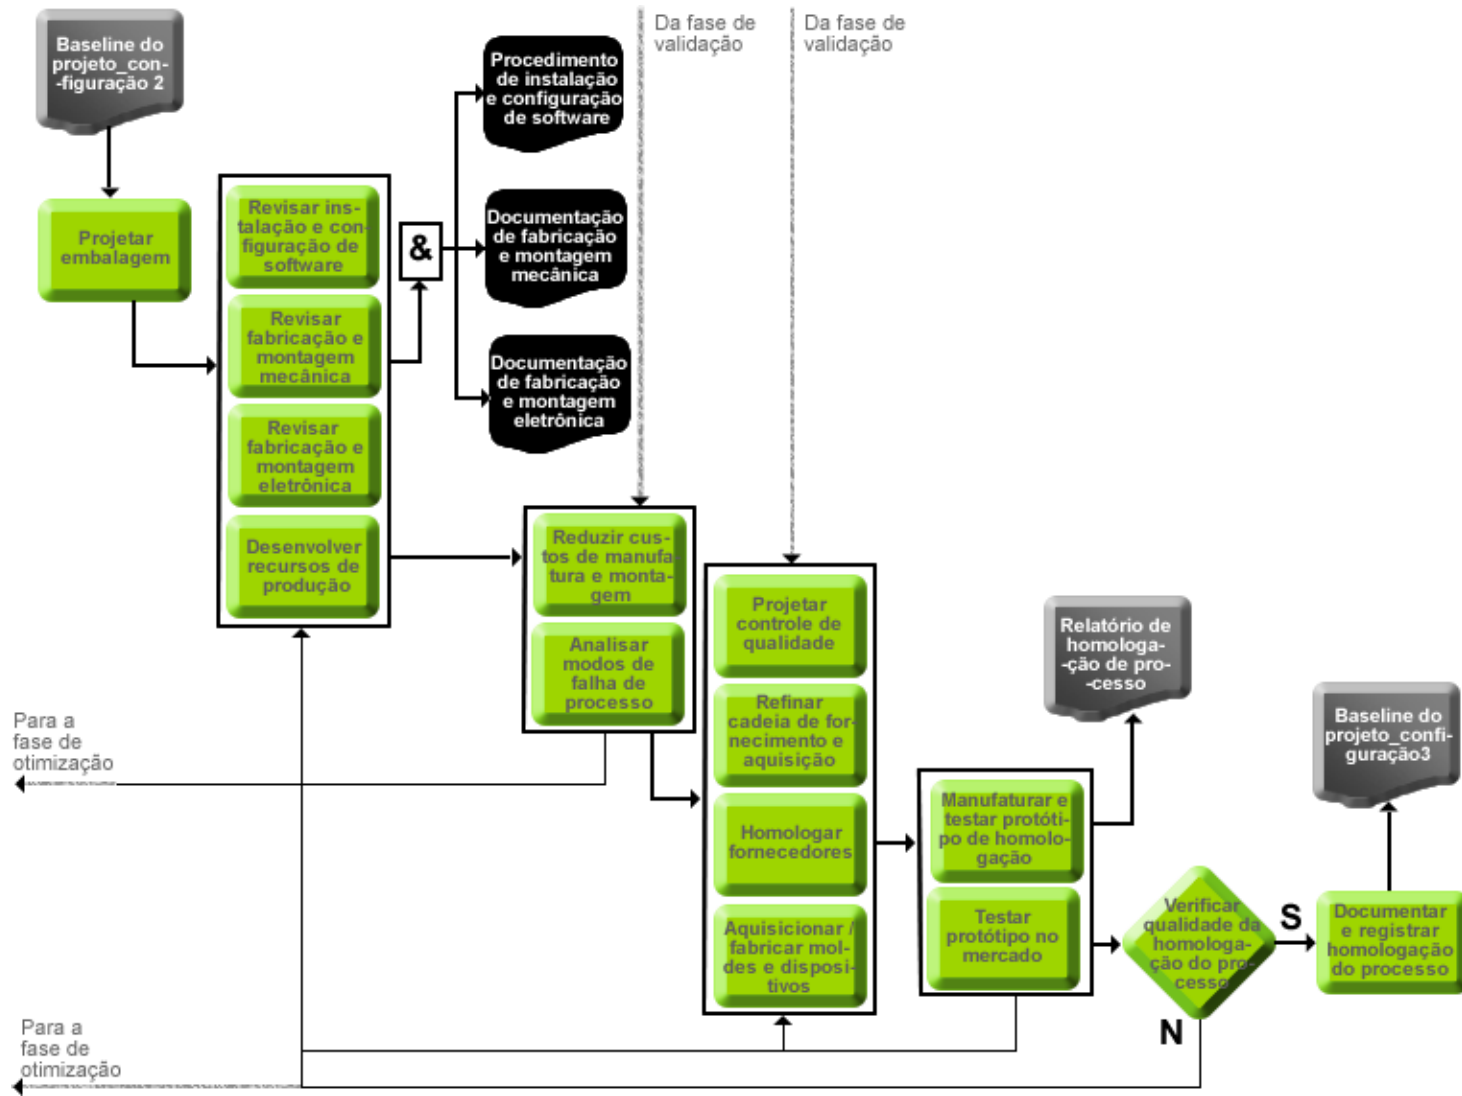 Baseline do
projeto_con-
-figuração 2
Projetar
embalagem
Revisar ins-
talação e con-
figuração de
software
Revisar
fabricação e
montagem
mecânica
Revisar
fabricação e
montagem
eletrônica
Desenvolver
recursos de
produção
&
Procedimento
de instalação
e configuração
de software
Documentação
de fabricação
e montagem
mecânica
Documentação
de fabricação
e montagem
eletrônica
Da fase de
validação
Da fase de
validação
Reduzir cus-
tos de manufa-
tura e monta-
gem
Analisar
modos de
falha de
processo
Para a
fase de
otimização
Projetar
controle de
qualidade
Refinar
cadeia de for-
necimento e
aquisição
Homologar
fornecedores
Aquisicionar /
fabricar mol-
des e disposi-
tivos
Manufaturar e
testar protóti-
po de homolo-
gação
Testar
protótipo no
mercado
Relatório de
homologa-
-ção de pro-
-cesso
Verificar
qualidade da
homologa-
ção do pro-
cesso
S
N
Documentar
e registrar
homologação
do processo
Baseline do
projeto_confi-
guração3
Para a
fase de
otimização